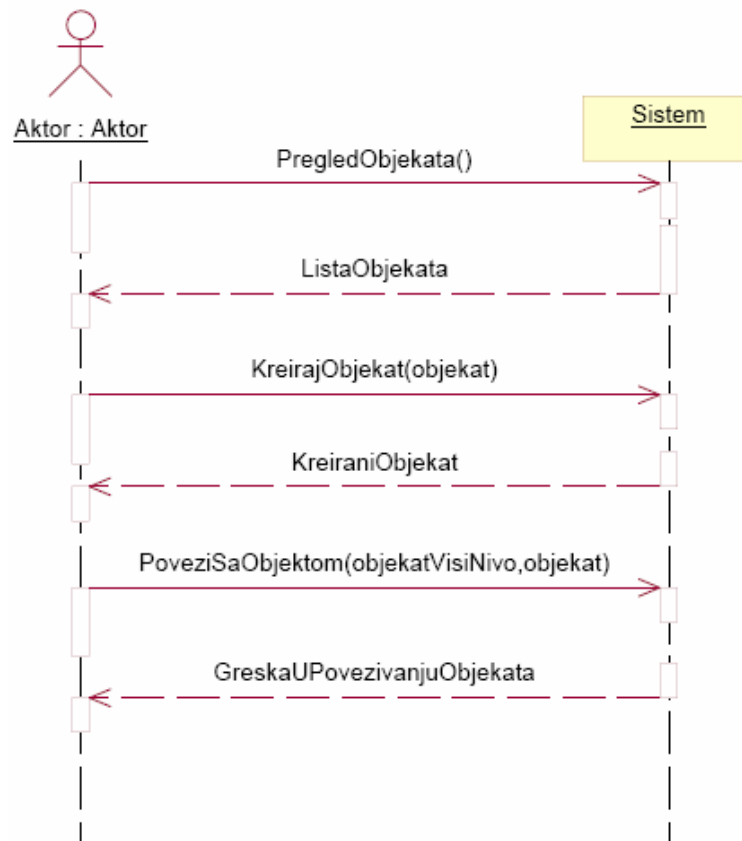 Aktor : Aktor
Sistem
PregledObjekata()
ListaObjekata
KreirajObjekat(objekat)
KreiraniObjekat
PoveziSaObjektom(objekatVisiNivo,objekat)
GreskaUPovezivanjuObjekata